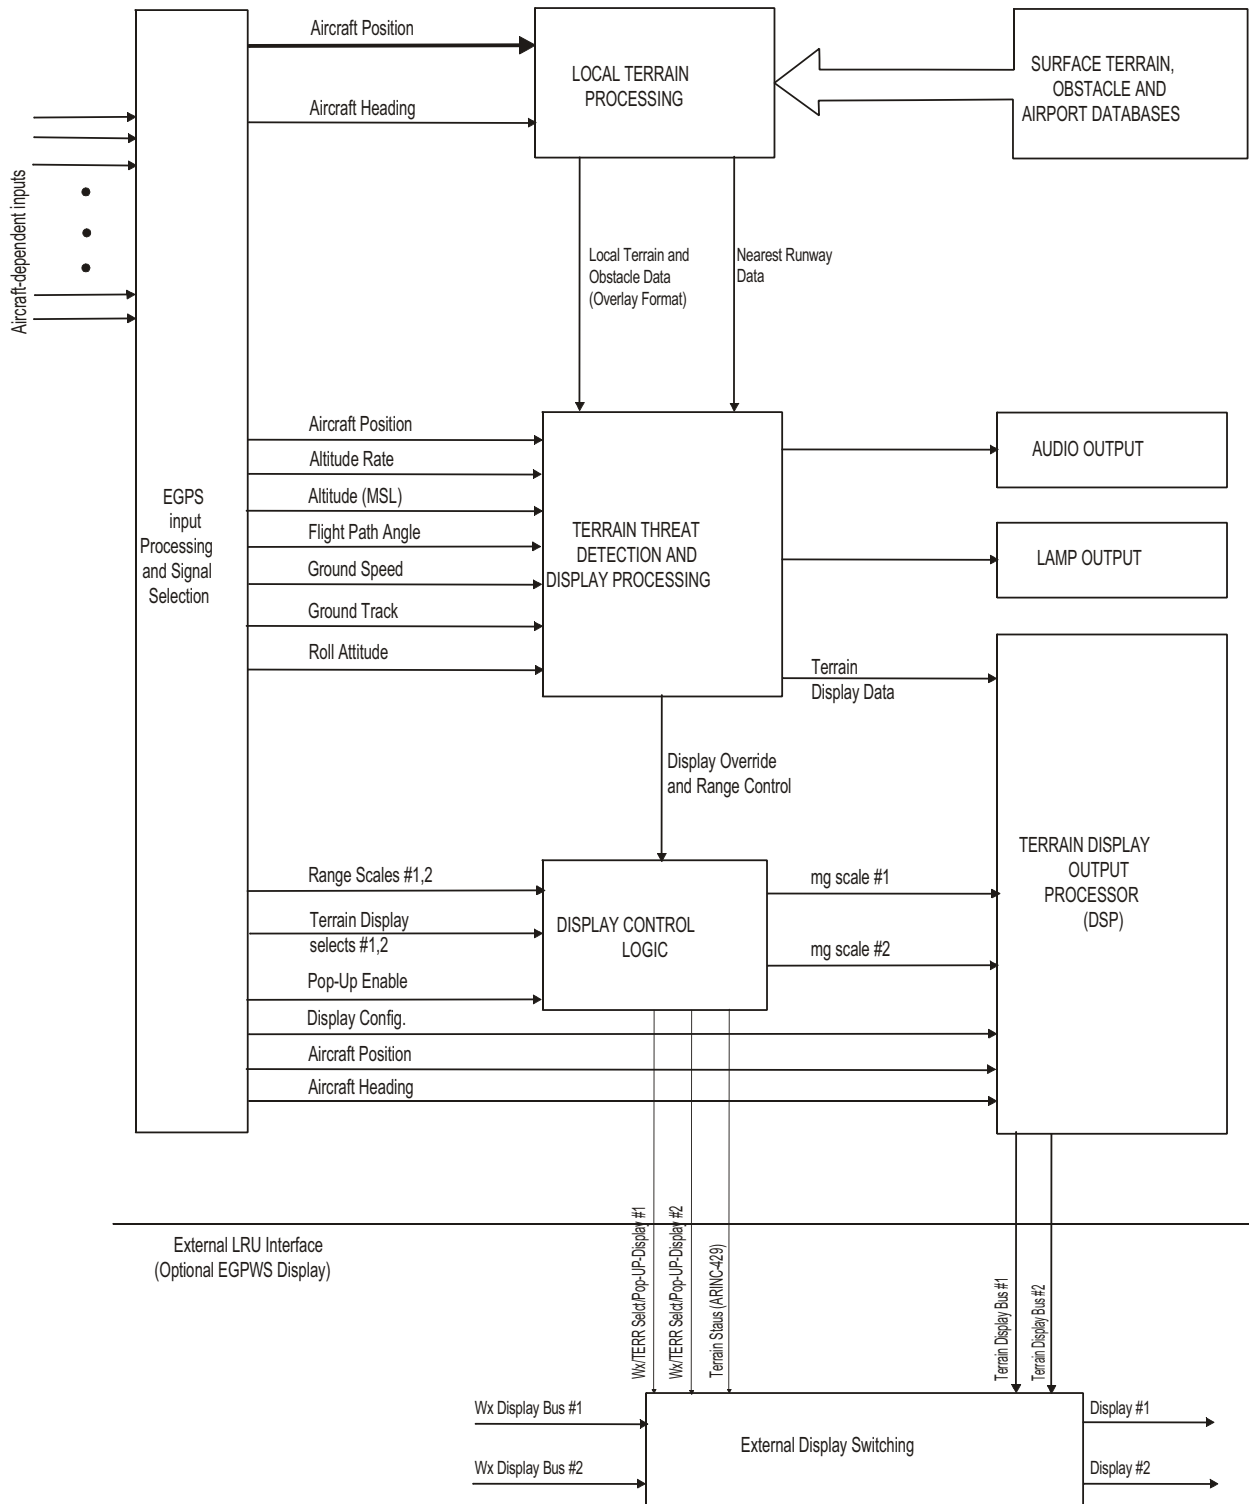 Aircraft Position
Aircraft Heading
LOCAL TERRAIN
PROCESSING
SURFACE TERRAIN,
OBSTACLE AND
AIRPORT DATABASES
Aircraft-dependent inputs
Local Terrain and
Obstacle Data
(Overlay Format)
Nearest Runway
Data
EGPS
input
Processing
and Signal
Selection
Aircraft Position
Altitude Rate
Altitude (MSL)
Flight Path Angle
Ground Speed
Ground Track
Roll Attitude
TERRAIN THREAT
DETECTION AND
DISPLAY PROCESSING
AUDIO OUTPUT
LAMP OUTPUT
Terrain
Display Data
Display Override
and Range Control
Range Scales #1,2
Terrain Display
selects #1,2
Pop-Up Enable
Display Config.
Aircraft Position
Aircraft Heading
DISPLAY CONTROL
LOGIC
mg scale #1
mg scale #2
TERRAIN DISPLAY
OUTPUT
PROCESSOR
(DSP)
External LRU Interface
(Optional EGPWS Display)
Wx/TERR Selct/Pop-UP-Display #1
Wx/TERR Selct/Pop-UP-Display #2
Terrain Staus (ARINC-429)
Terrain Display Bus #1
Terrain Display Bus #2
Wx Display Bus #1
Wx Display Bus #2
External Display Switching
Display #1
Display #2